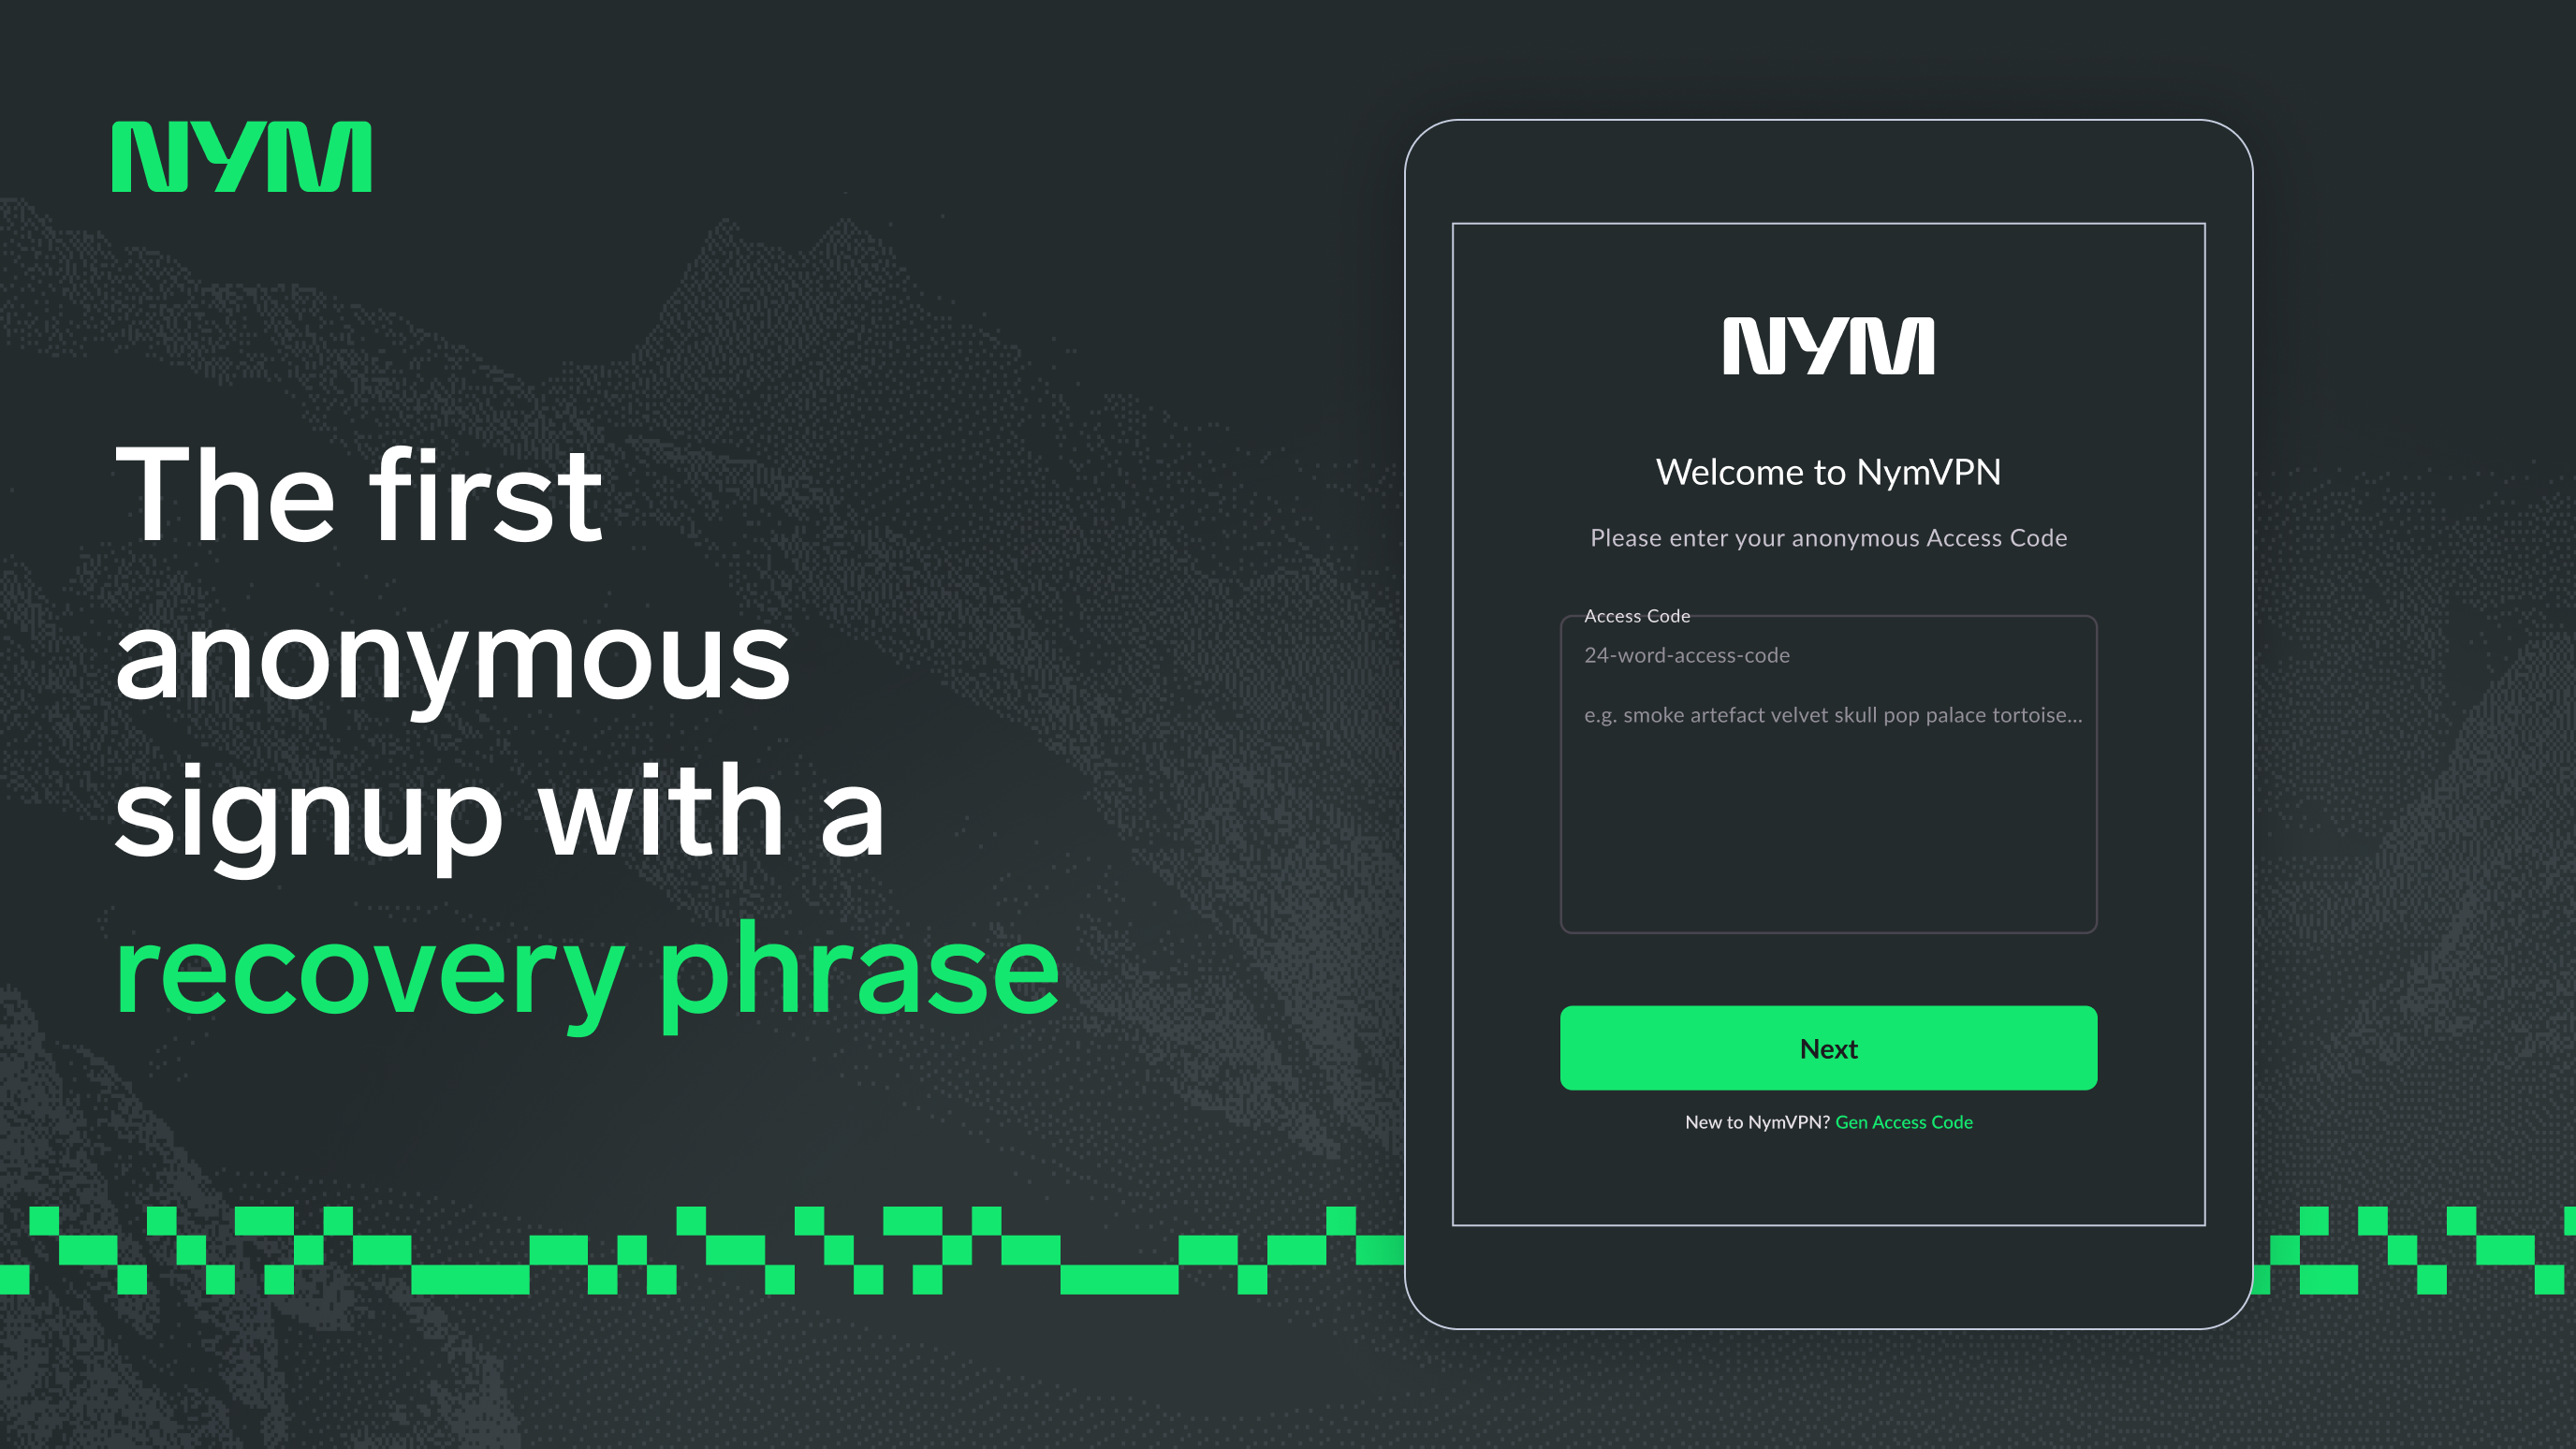 NYM
The first
anonymous
signup with a
recovery phrase
NYM
Welcome to NymVPN
Please enter your anonymous Access Code
Access Code
24-word-access-code
e.g. smoke artefact velvet skull pop palace tortoise...
Next
New to NymVPN? Gen Access Code